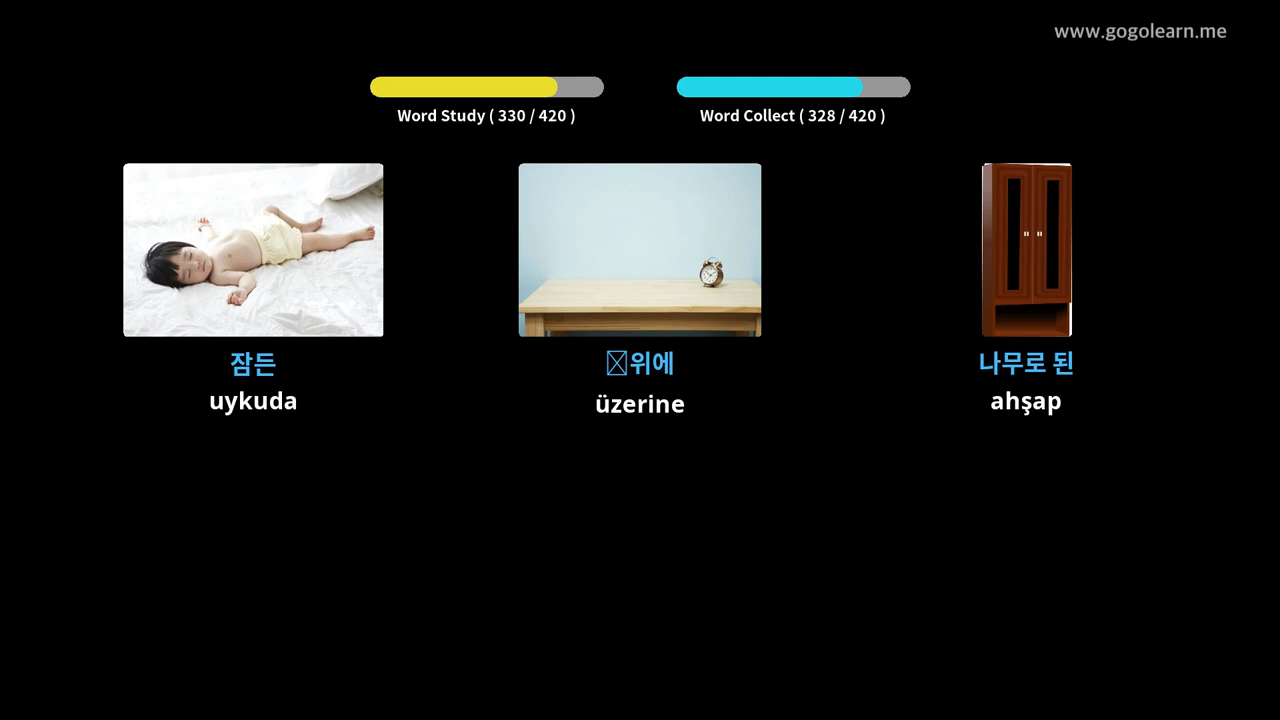 www.gogolearn.me
Word Study ( 330 / 420 )
Word Collect ( 328 / 420 )
잠든
위에
나무로 된
uykuda
üzerine
ahşap